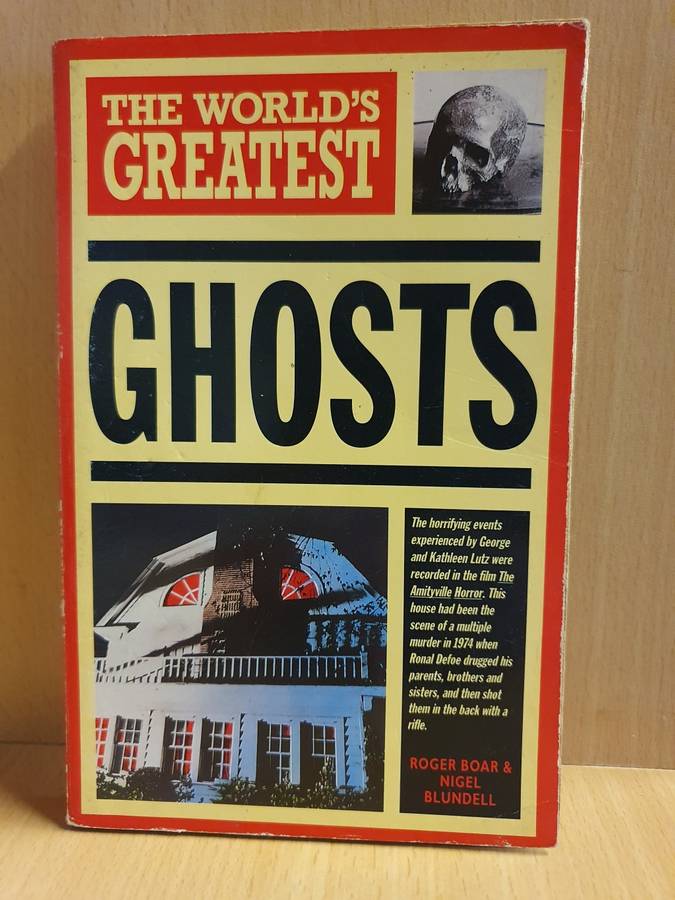 THE WORLD'S
GREATEST
GHOSTS
The horrifying events
experienced by George
and Kathleen Lutz were
recorded in the film The
Amityville Horror. This
house had been the
scene of a multiple
murder in 1974 when
Ronal Defoe drugged his
parents, brothers and
sisters, and then shot
them in the back with a
rifle.
ROGER BOAR &
NIGEL
BLUNDELL